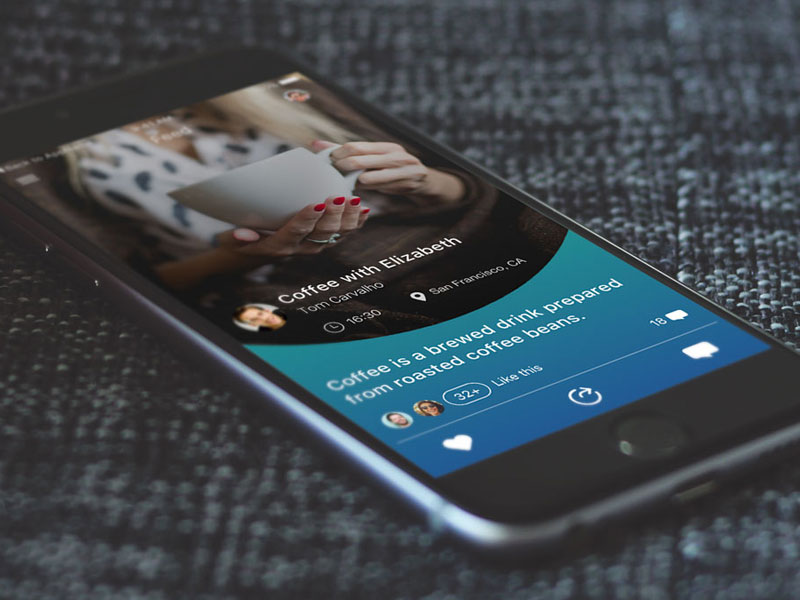 Feed
Coffee with Elizabeth
Tom Carvalho
16:30
San Francisco, CA
Coffee is a brewed drink prepared
from roasted coffee beans.
18
32+ Like this